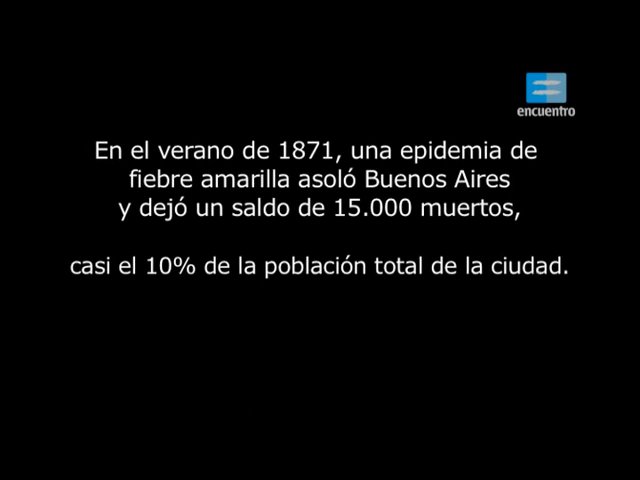 encuentro
En el verano de 1871, una epidemia de
fiebre amarilla asoló Buenos Aires
y dejó un saldo de 15.000 muertos,
casi el 10% de la población total de la ciudad.